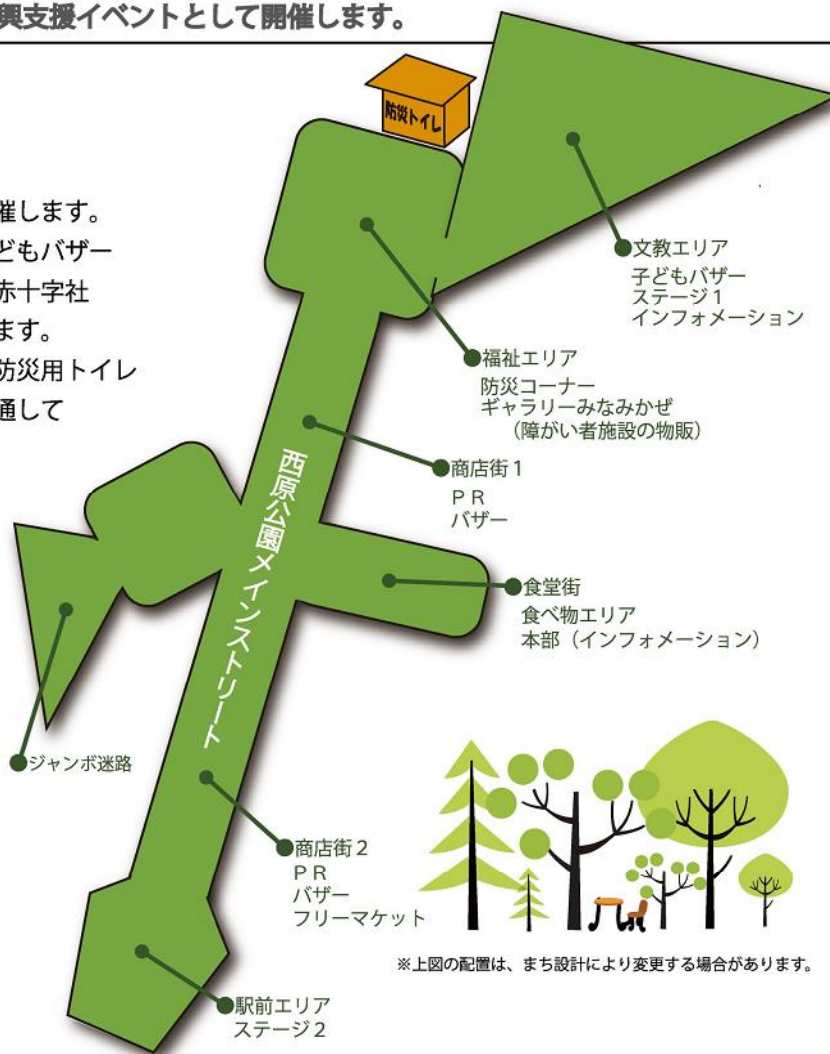 興支援イベントとして開催します。
防災トイレ
催します。
どもバザー
赤十字社
ます。
防災用トイレ
通して
文教エリア
子どもバザー
ステージ1
インフォメーション
福祉エリア
防災コーナー
ギャラリーみなみかぜ
(障がい者施設の物販)
商店街1
PR
バザー
西原公園メインストリート
食堂街
食べ物エリア
本部(インフォメーション)
ジャンボ迷路
商店街2
PR
バザー
フリーマケット
※上図の配置は、まち設計により変更する場合があります。
駅前エリア
ステージ2